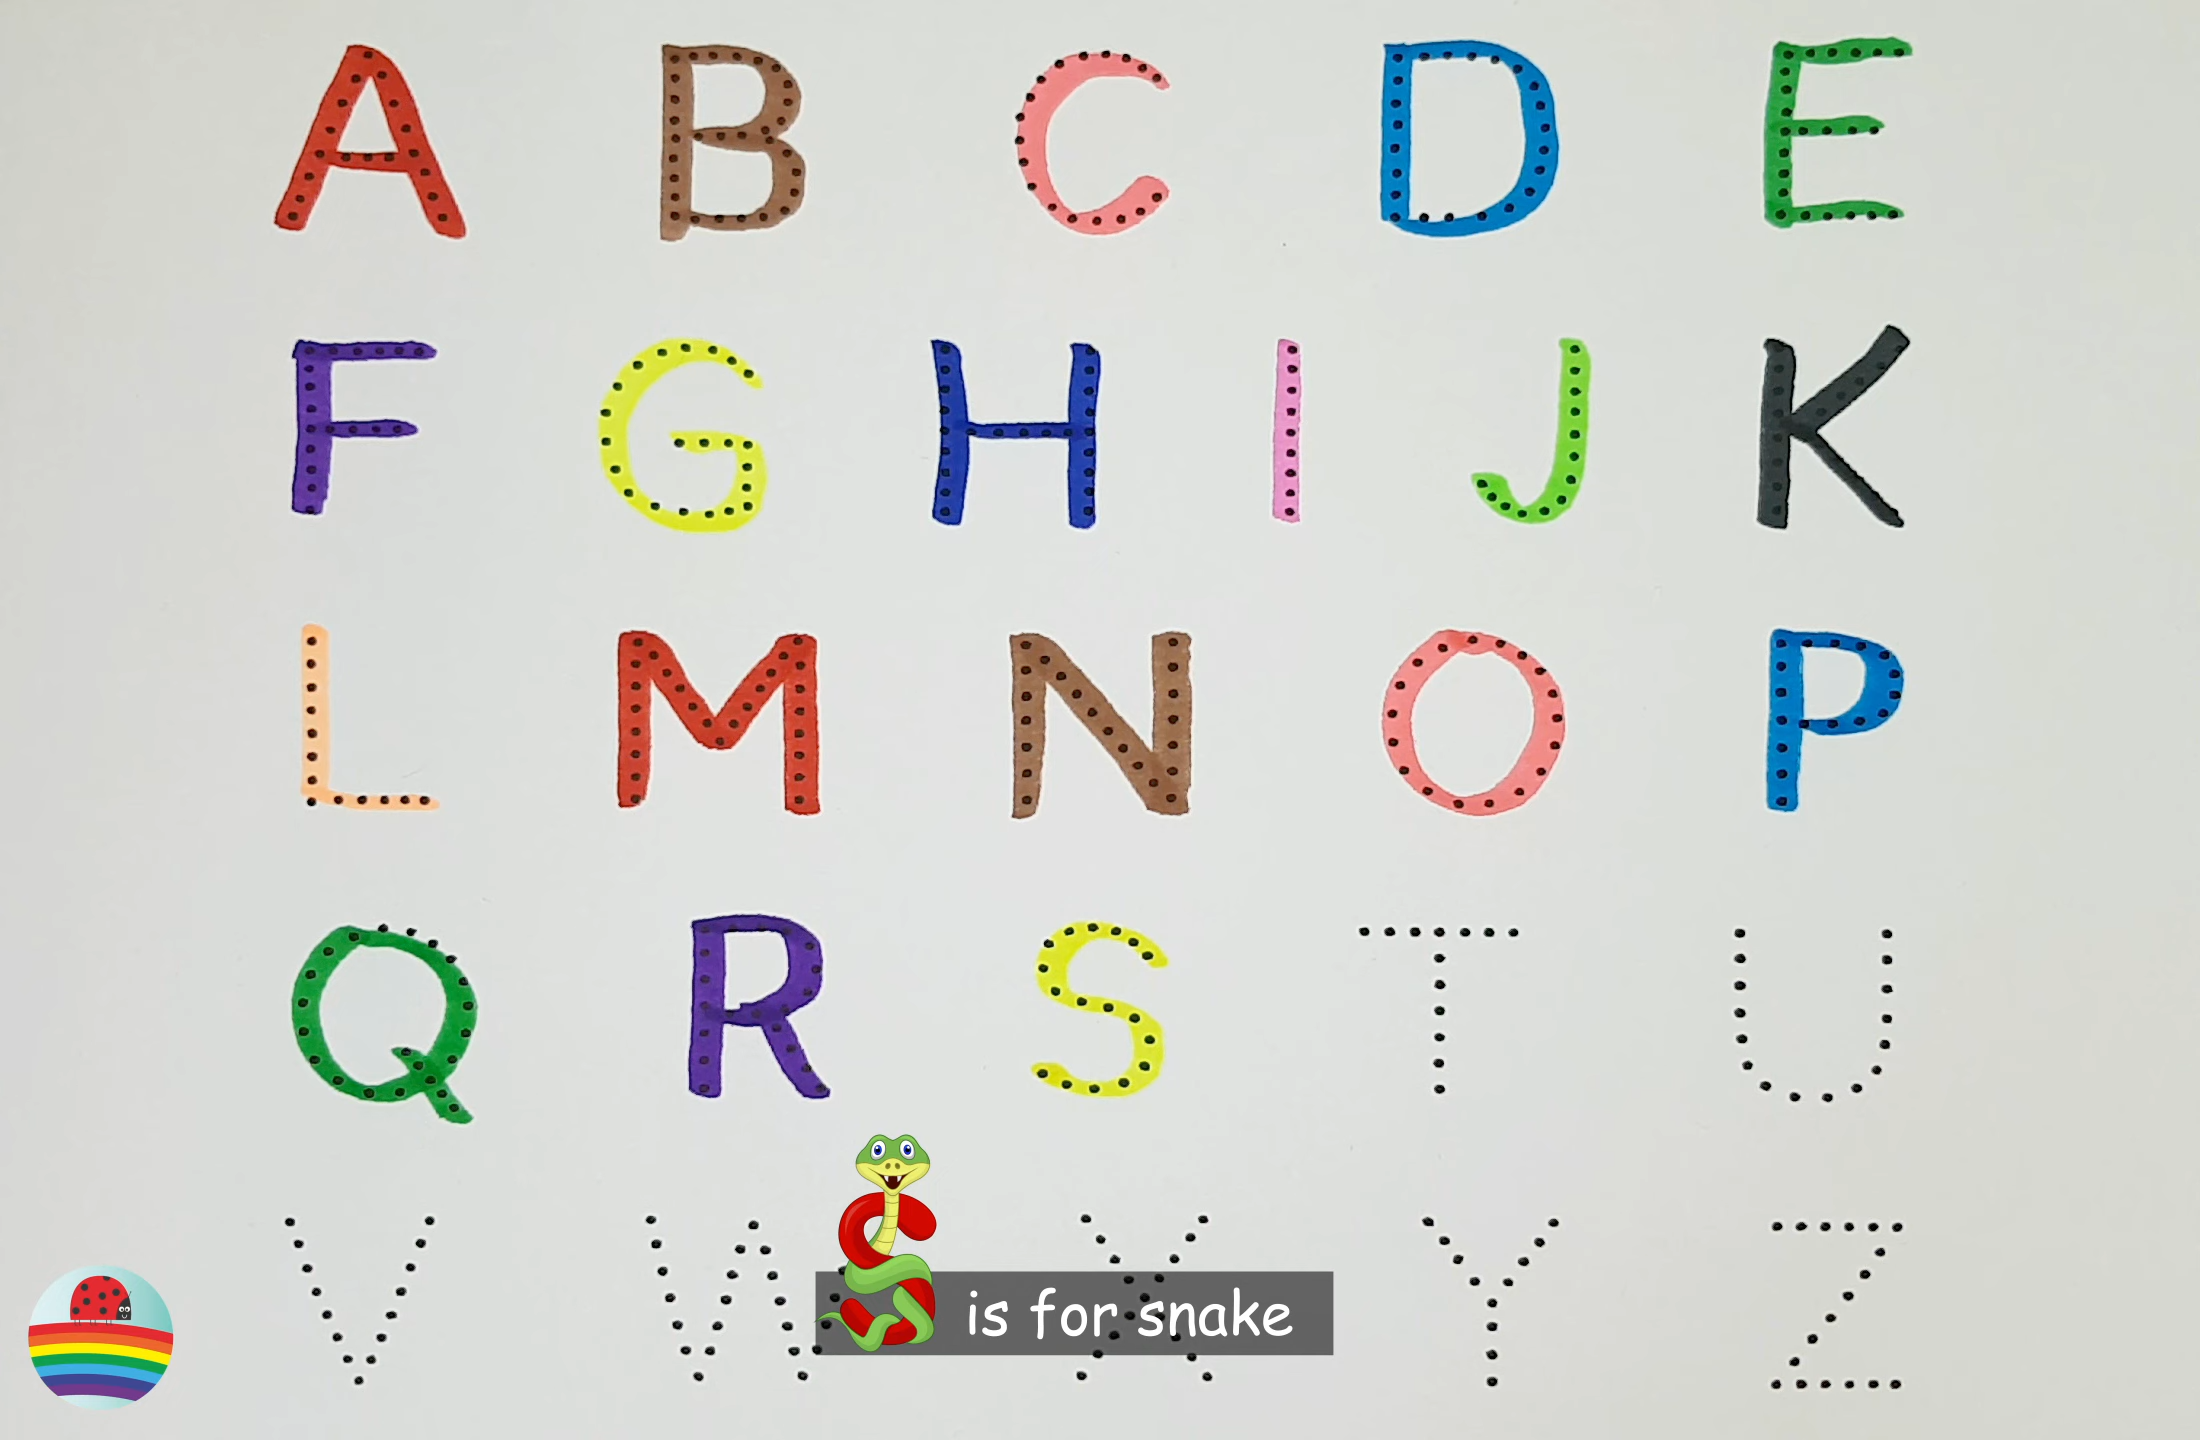 A B C D E
F G H I J K
L M N O P
Q R S T U
V W X Y Z
S is for snake